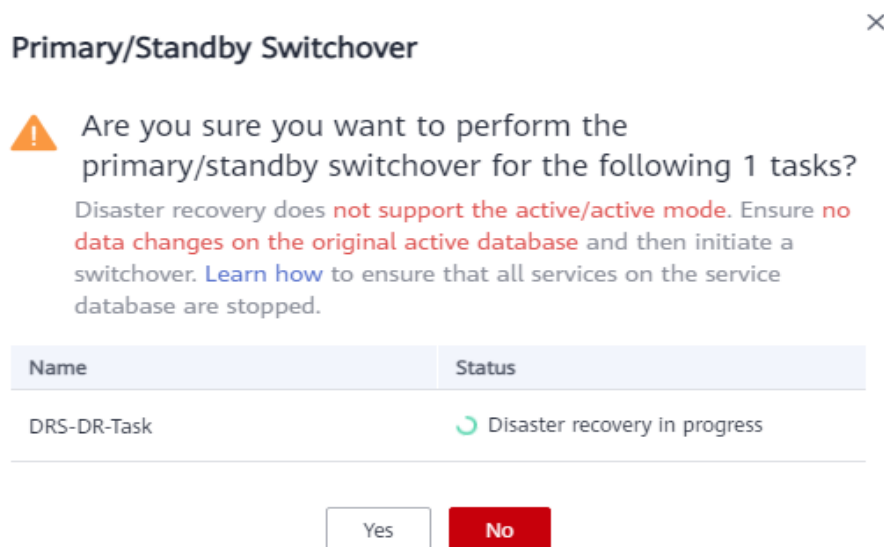 Primary/Standby Switchover
Are you sure you want to perform the
primary/standby switchover for the following 1 tasks?
Disaster recovery does not support the active/active mode. Ensure no
data changes on the original active database and then initiate a
switchover. Learn how to ensure that all services on the service
database are stopped.
Name Status
DRS-DR-Task Disaster recovery in progress
Yes No